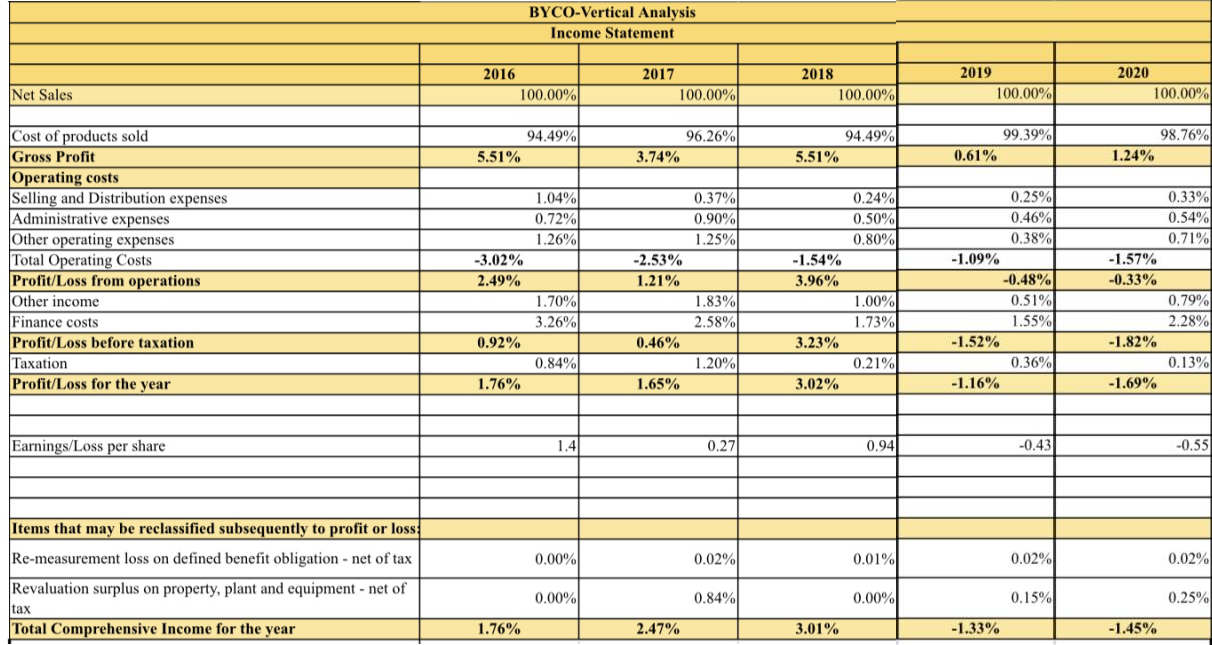 BYCO-Vertical Analysis
Income Statement
2016 2017 2018 2019 2020
Net Sales 100.00% 100.00% 100.00% 100.00% 100.00%
Cost of products sold 94.49% 96.26% 94.49% 99.39% 98.76%
Gross Profit 5.51% 3.74% 5.51% 0.61% 1.24%
Operating costs
Selling and Distribution expenses 1.04% 0.37% 0.24% 0.25% 0.33%
Administrative expenses 0.72% 0.90% 0.50% 0.46% 0.54%
Other operating expenses 1.26% 1.25% 0.80% 0.38% 0.71%
Total Operating Costs -3.02% -2.53% -1.54% -1.09% -1.57%
Profit/Loss from operations 2.49% 1.21% 3.96% -0.48% -0.33%
Other income 1.70% 1.83% 1.00% 0.51% 0.79%
Finance costs 3.26% 2.58% 1.73% 1.55% 2.28%
Profit/Loss before taxation 0.92% 0.46% 3.23% -1.52% -1.82%
Taxation 0.84% 1.20% 0.21% 0.36% 0.13%
Profit/Loss for the year 1.76% 1.65% 3.02% -1.16% -1.69%
Earnings/Loss per share 1.4 0.27 0.94 -0.43 -0.55
Items that may be reclassified subsequently to profit or loss:
Re-measurement loss on defined benefit obligation - net of tax 0.00% 0.02% 0.01% 0.02% 0.02%
Revaluation surplus on property, plant and equipment - net of
tax 0.00% 0.84% 0.00% 0.15% 0.25%
Total Comprehensive Income for the year 1.76% 2.47% 3.01% -1.33% -1.45%